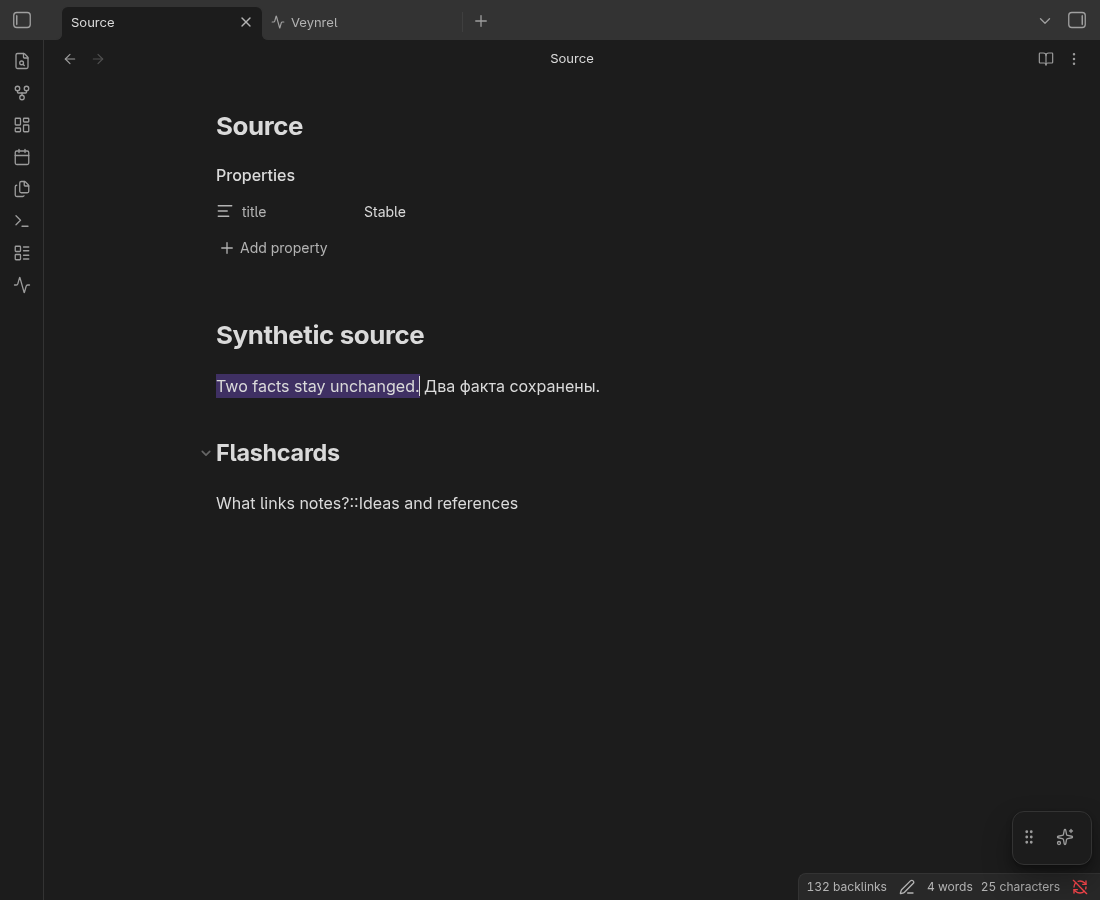 Source
Veynrel
Source
Source
Properties
title Stable
Add property
Synthetic source
Two facts stay unchanged. Два факта сохранены.
Flashcards
What links notes?::Ideas and references
132 backlinks 4 words 25 characters